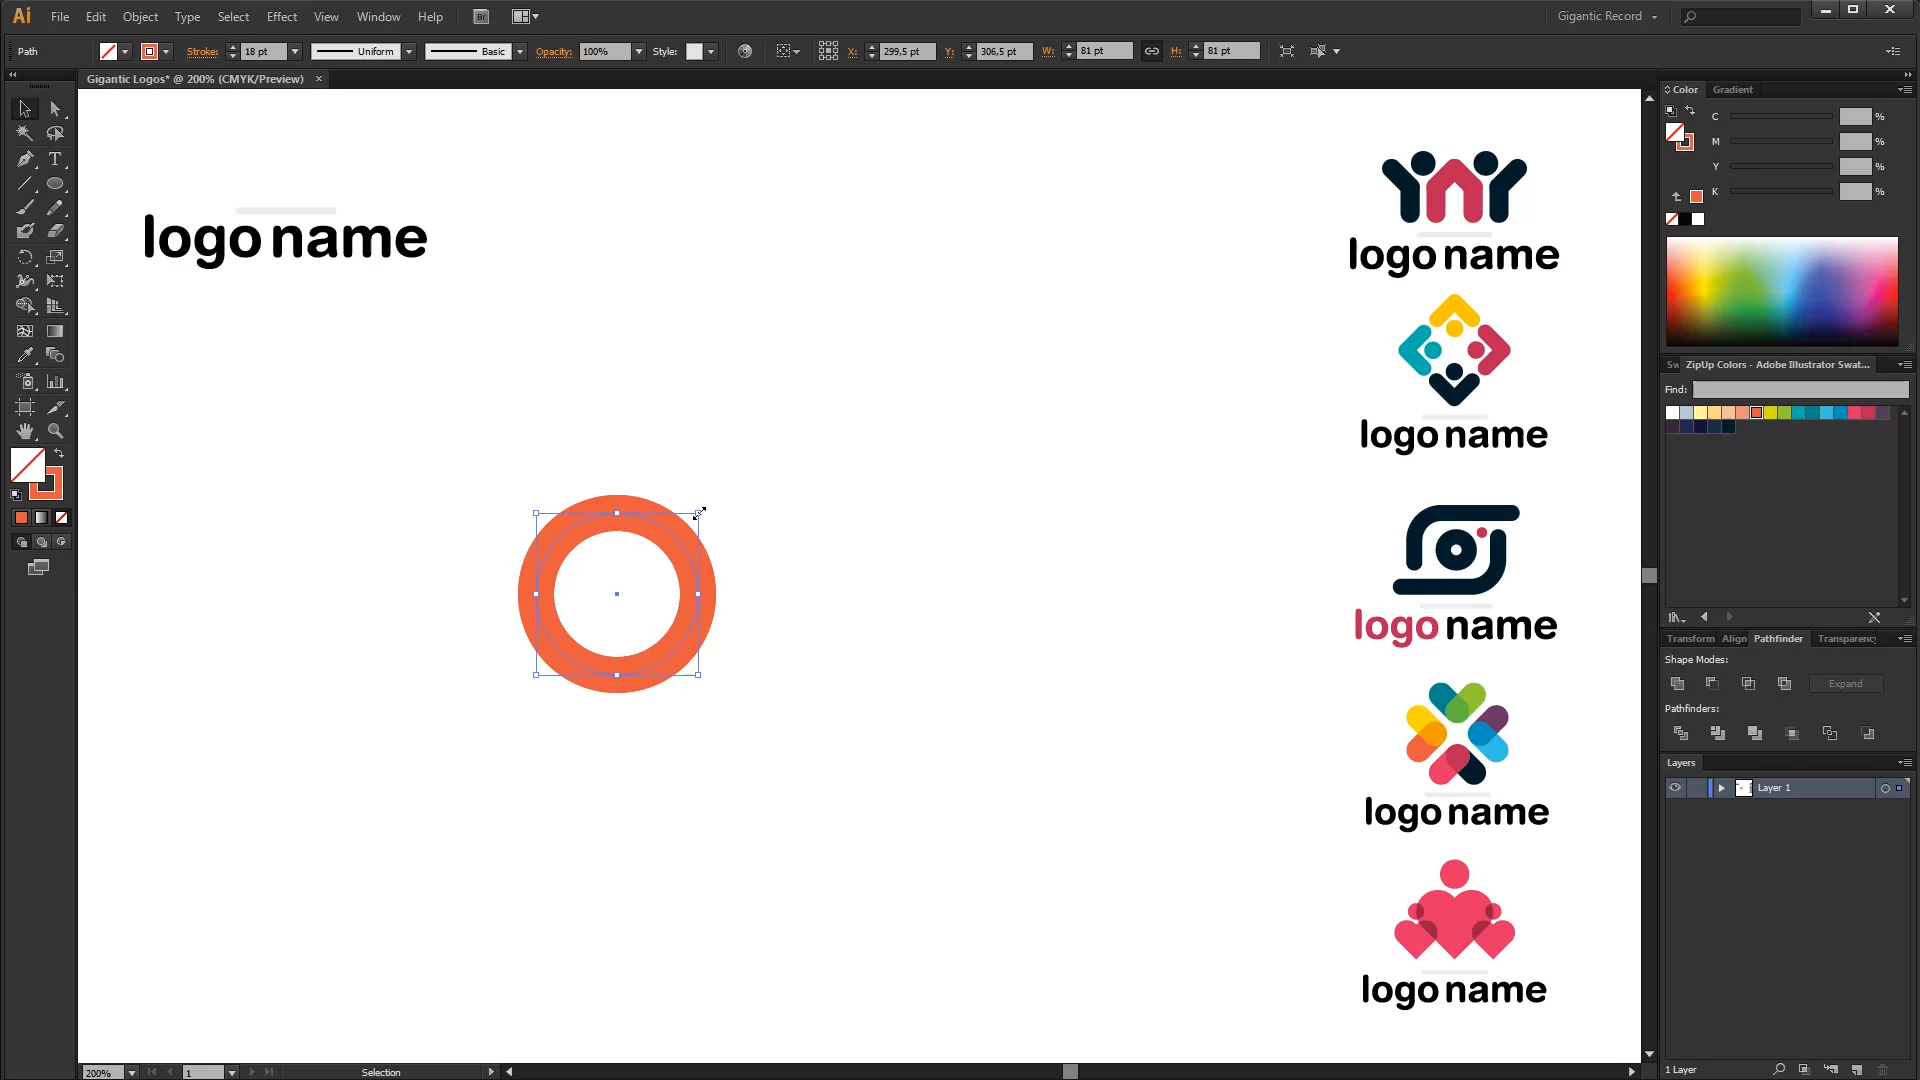 Ai File Edit Object Type Select Effect View Window Help Br Gigantic Record
Path Stroke: 18 pt Uniform Basic Opacity: 100% Style: X: 299,5 pt Y: 306,5 pt W: 81 pt H: 81 pt
Gigantic Logos* @ 200% (CMYK/Preview) ×
Color Gradient
C %
M %
Y %
K %
logo name
logo name
logo name
logo name
logo name
logo name
Sw ZipUp Colors - Adobe Illustrator Swat...
Find:
Transform Align Pathfinder Transparenc
Shape Modes:
Expand
Pathfinders:
Layers
Layer 1
1 Layer
200% 1 Selection